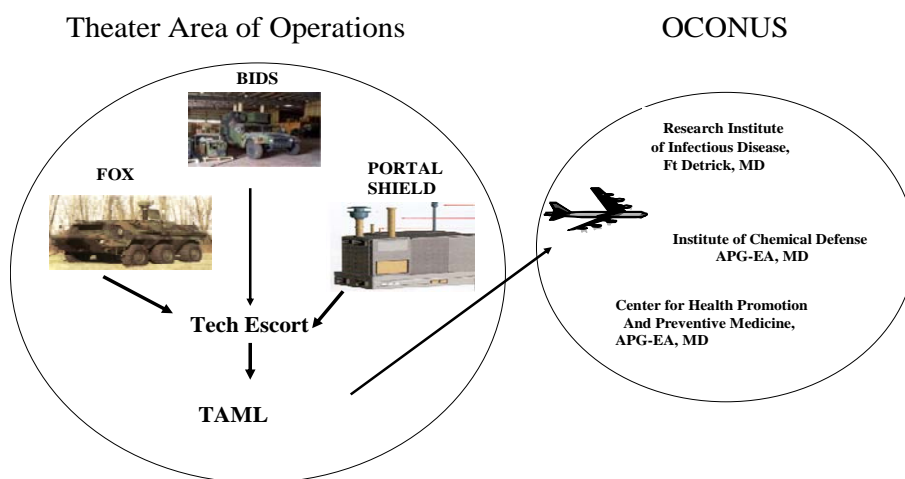 Theater Area of Operations
OCONUS
BIDS
FOX
PORTAL
SHIELD
Tech Escort
TAML
Research Institute
of Infectious Disease,
Ft Detrick, MD
Institute of Chemical Defense
APG-EA, MD
Center for Health Promotion
And Preventive Medicine,
APG-EA, MD